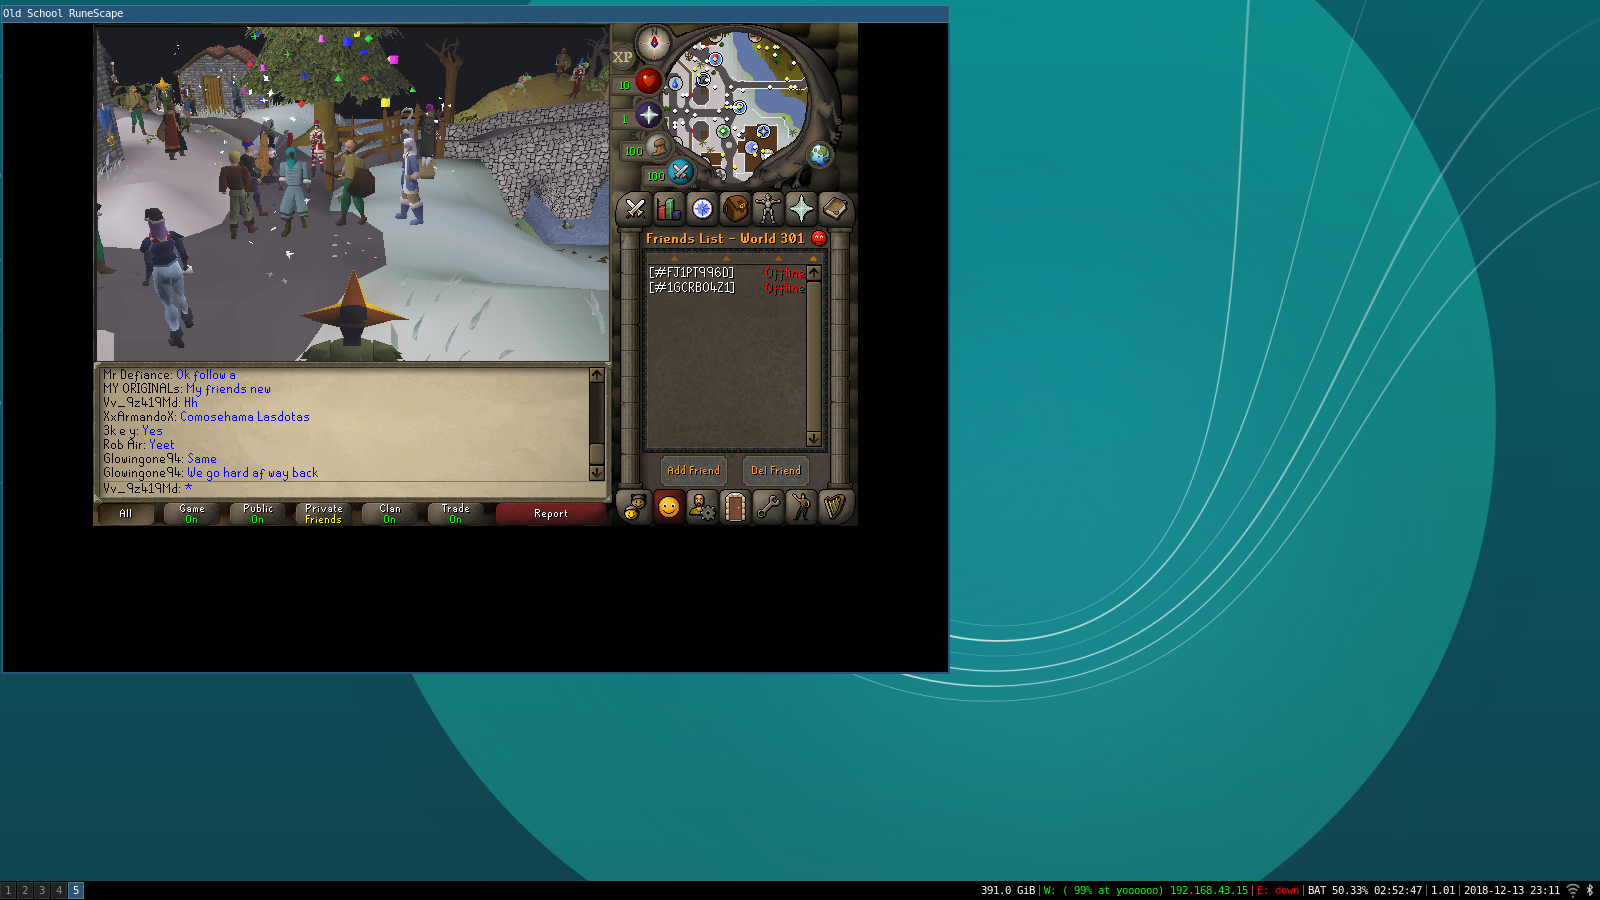 Old School RuneScape
N
XP
10
1
100
100
Friends List - World 301
[#FJ1PT996D] Offline
[#1GCRBO4Z1] Offline
Add Friend Del Friend
Mr Defiance: Ok follow a
MY ORIGINALs: My friends new
Vv_9z419Md: Hh
XxArmandoX: Comosehama Lasdotas
3k e y: Yes
Rob Air: Yeet
Glowingone94: Same
Glowingone94: We go hard af way back
Vv_9z419Md: *
All Game On Public On Private Friends Clan On Trade On Report
1 2 3 4 5 391.0 GiB|W: ( 99% at yoooooo) 192.168.43.15|E: down|BAT 50.33% 02:52:47|1.01|2018-12-13 23:11